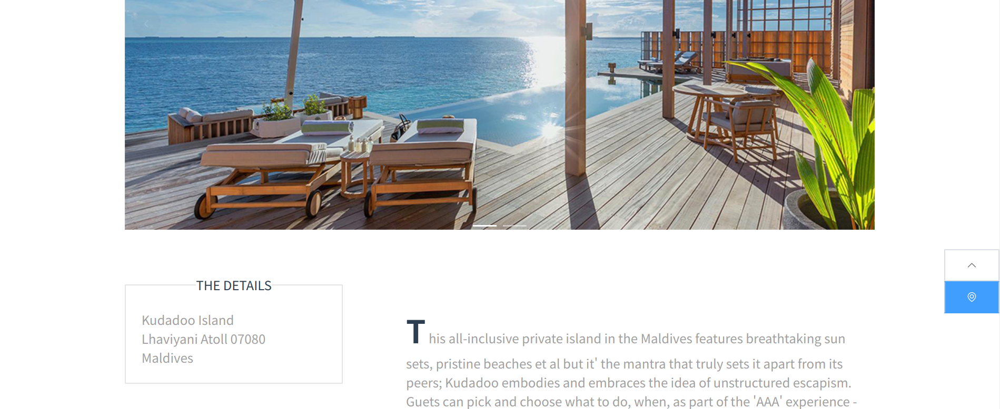 THE DETAILS
Kudadoo Island
Lhaviyani Atoll 07080
Maldives
This all-inclusive private island in the Maldives features breathtaking sun
sets, pristine beaches et al but it' the mantra that truly sets it apart from its
peers; Kudadoo embodies and embraces the idea of unstructured escapism.
Guets can pick and choose what to do, when, as part of the 'AAA' experience -